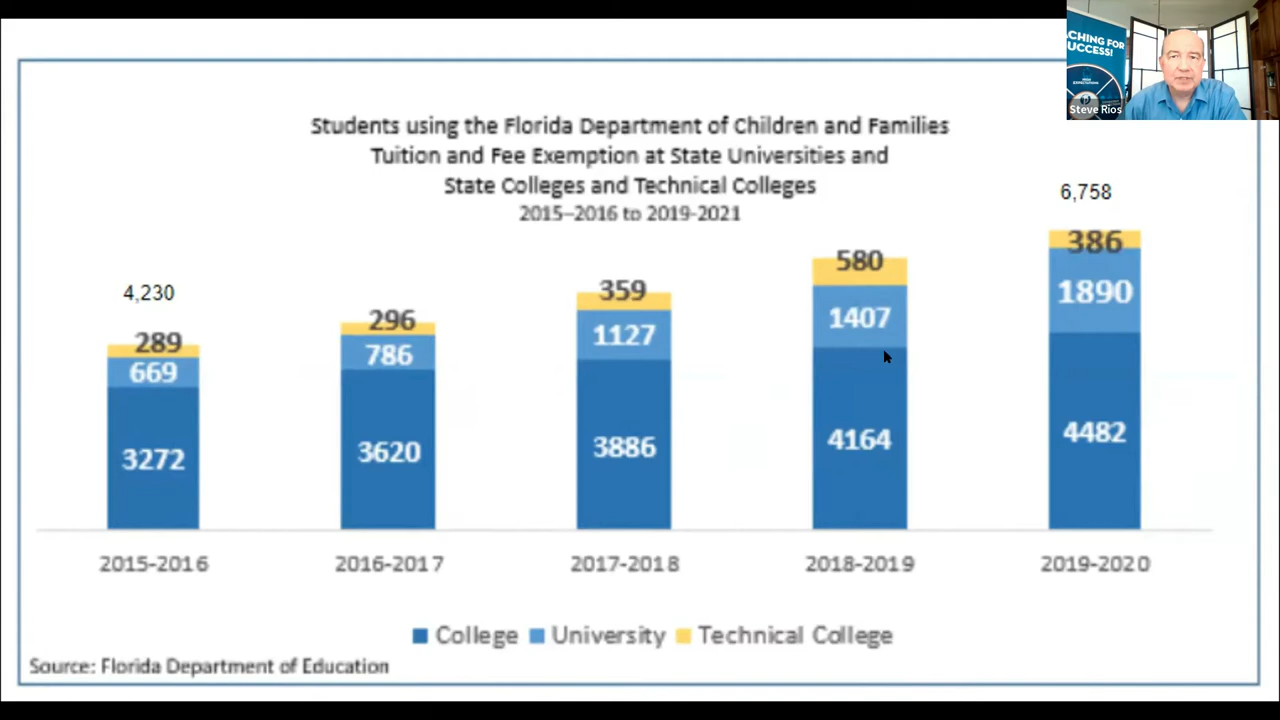 ACHING FOR
UCCESS!
Steve Rios
Students using the Florida Department of Children and Families
Tuition and Fee Exemption at State Universities and
State Colleges and Technical Colleges
2015–2016 to 2019-2021
4,230
289
669
3272
296
786
3620
359
1127
3886
580
1407
4164
6,758
386
1890
4482
2015-2016
2016-2017
2017-2018
2018-2019
2019-2020
College
University
Technical College
Source: Florida Department of Education